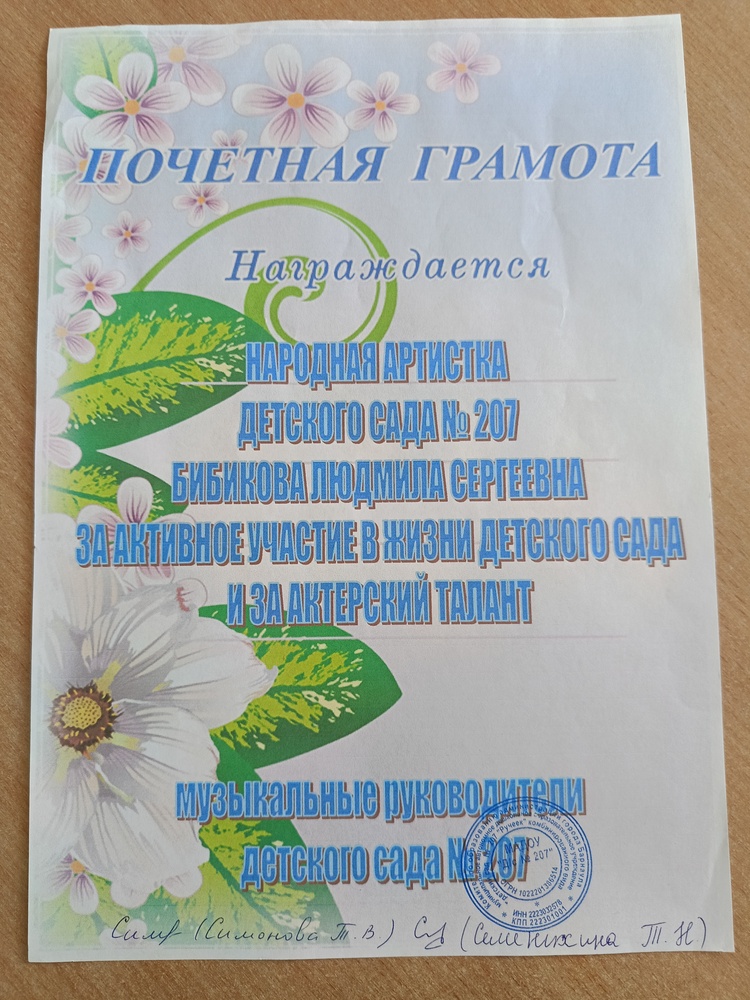 ПОЧЕТНАЯ ГРАМОТА
Награждается
НАРОДНАЯ АРТИСТКА
ДЕТСКОГО САДА № 207
БИБИКОВА ЛЮДМИЛА СЕРГЕЕВНА
ЗА АКТИВНОЕ УЧАСТИЕ В ЖИЗНИ ДЕТСКОГО САДА
И ЗА АКТЕРСКИЙ ТАЛАНТ
музыкальные руководители
детского сада № 207
(Симонова Т. В.) (Семенихина Т. Н)